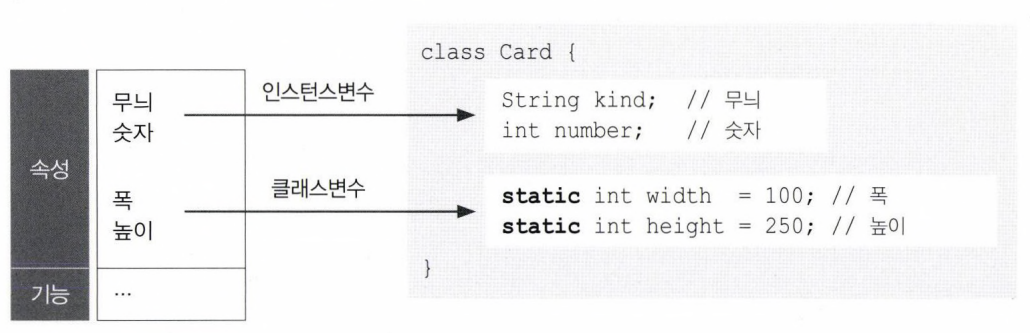 속성
기능
무늬
숫자
폭
높이
...
인스턴스변수
클래스변수
class Card {
String kind; // 무늬
int number; // 숫자
static int width = 100; // 폭
static int height = 250; // 높이
}